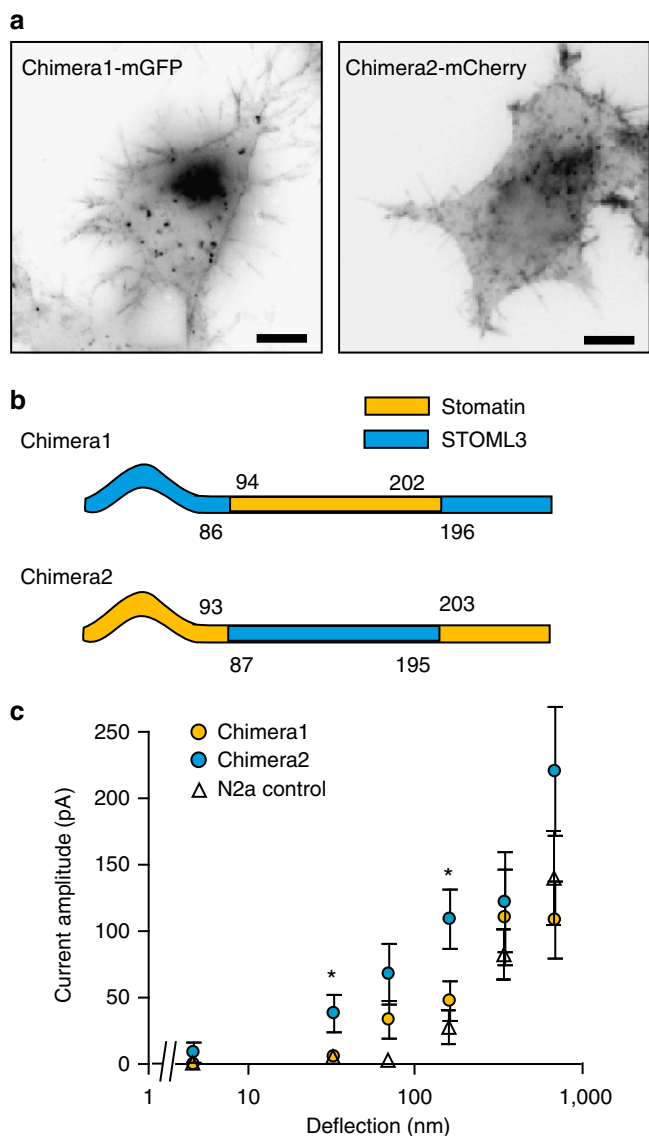 a
Chimera1-mGFP
Chimera2-mCherry
b
Stomatin
STOML3
Chimera1
94 202
86 196
Chimera2
93 203
87 195
c
Chimera1
Chimera2
N2a control
Current amplitude (pA)
250
200
150
100
50
0
*
*
1 10 100 1,000
Deflection (nm)